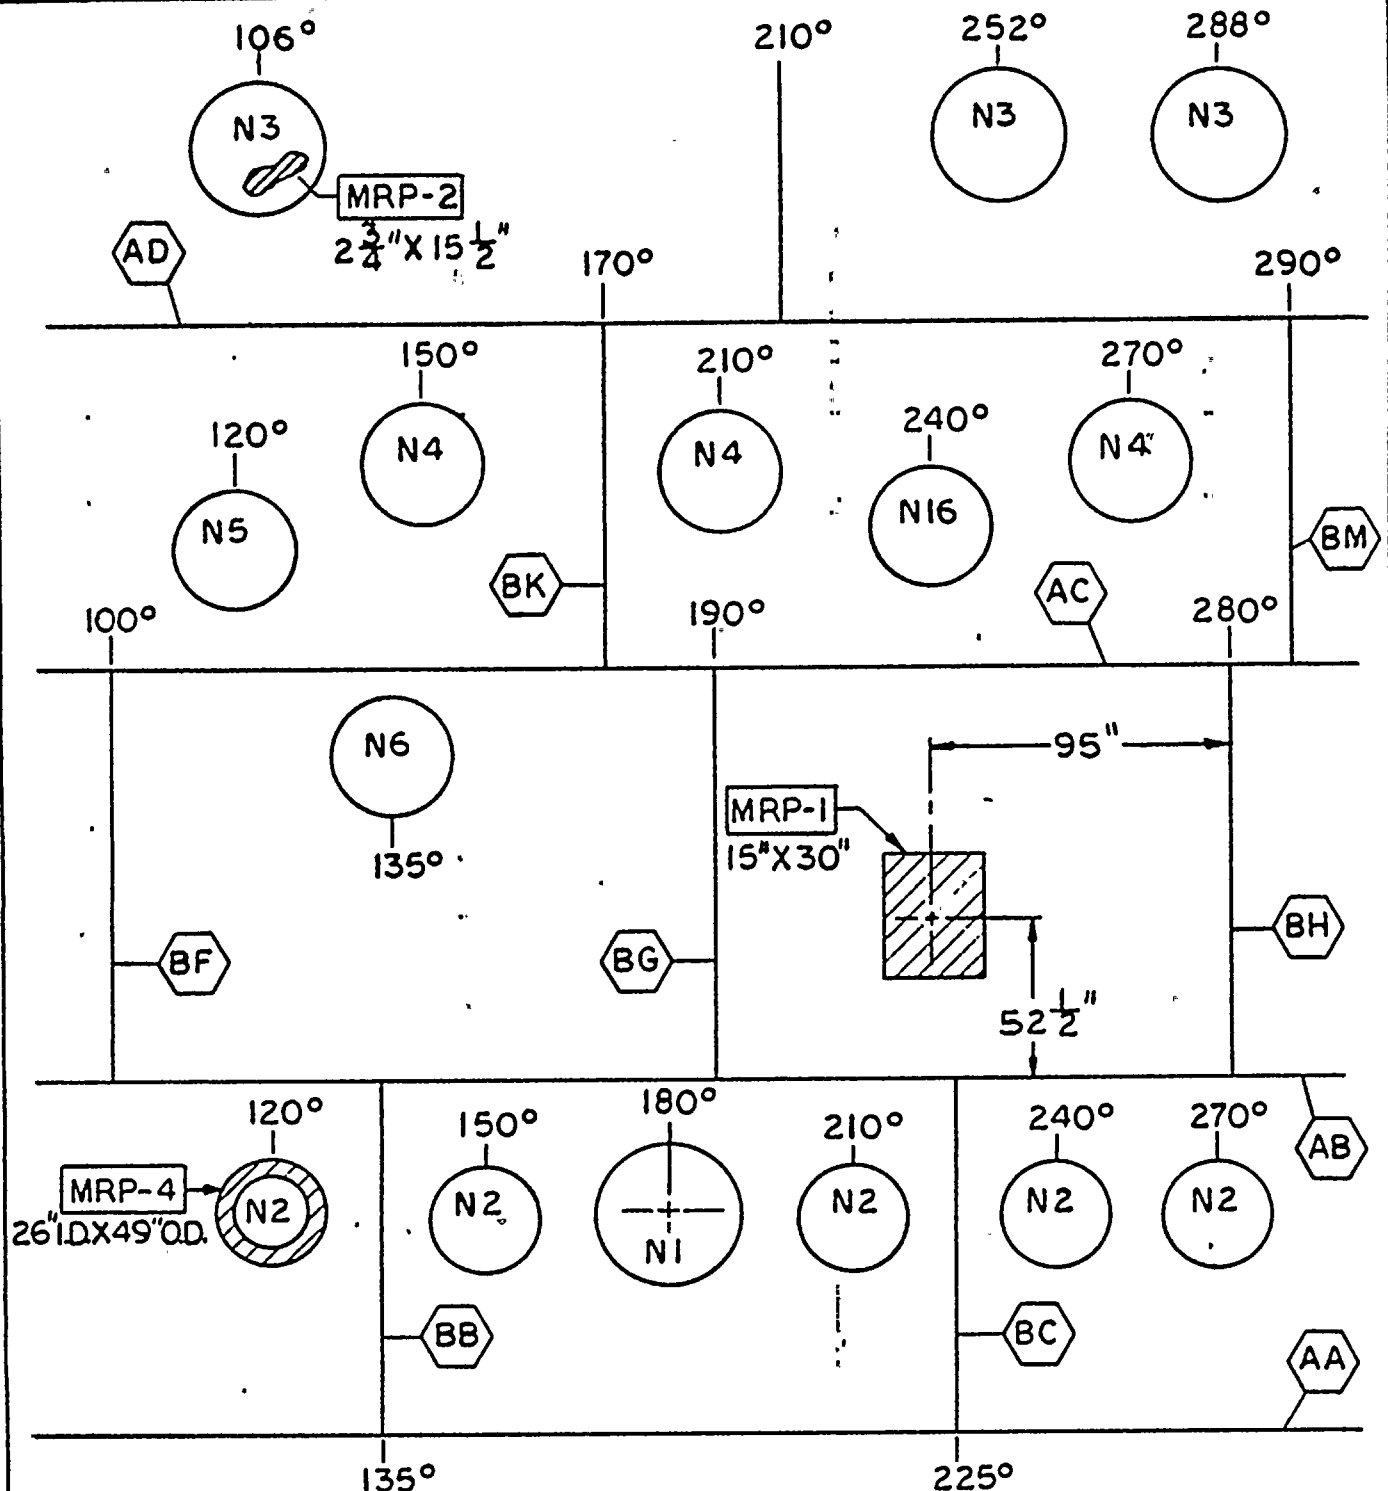 106° 210° 252° 288°
N3 N3 N3
MRP-2
2 3/4" X 15 1/2"
AD
170° 290°
150° 210° 270°
120° N4 N4 240° N4
N5 N16
BK AC BM
100° 190° 280°
N6
95"
MRP-1
15" X 30"
135°
BF BG BH
52 1/2"
120° 150° 180° 210° 240° 270°
AB
MRP-4 N2 N2 N2 N2 N2
26" I.D. X 49" O.D.
N1
BB BC
AA
135° 225°